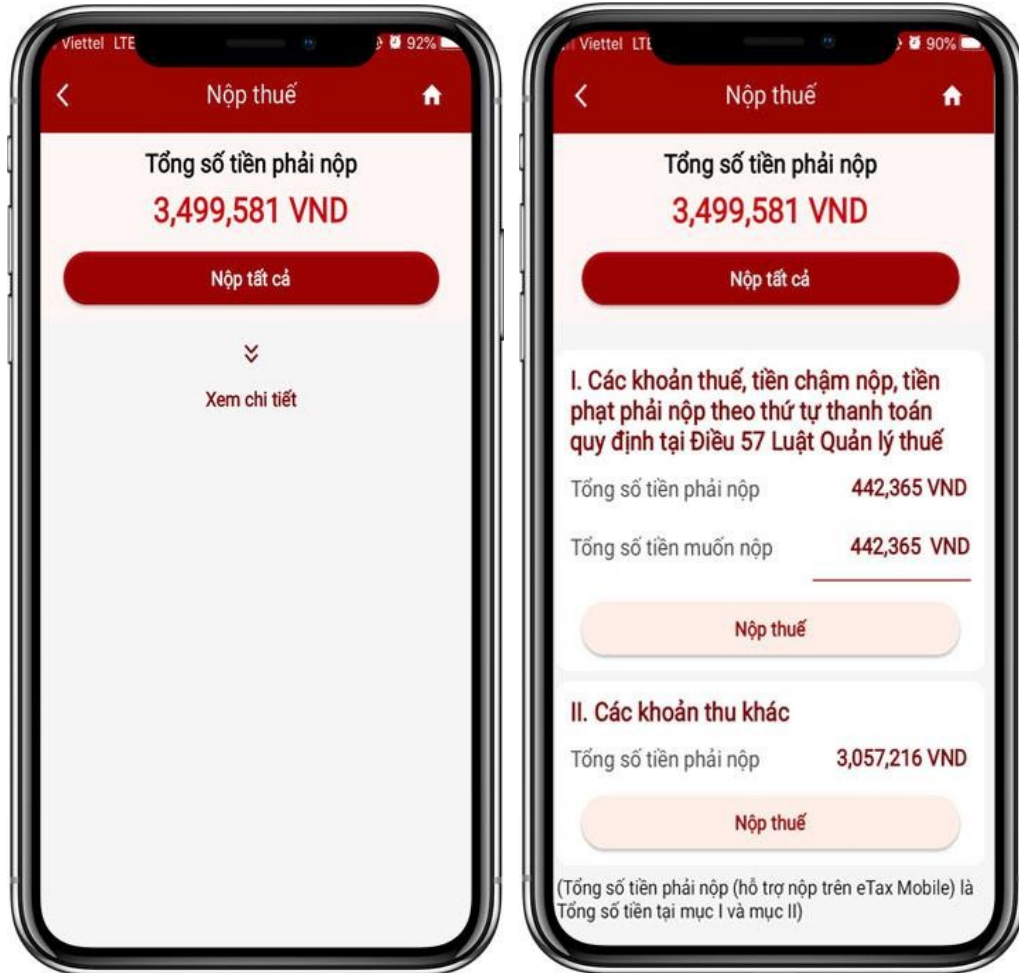 Viettel LTE 92%
Nộp thuế
Tổng số tiền phải nộp
3,499,581 VND
Nộp tất cả
Xem chi tiết
Viettel LTE 90%
Nộp thuế
Tổng số tiền phải nộp
3,499,581 VND
Nộp tất cả
I. Các khoản thuế, tiền chậm nộp, tiền
phạt phải nộp theo thứ tự thanh toán
quy định tại Điều 57 Luật Quản lý thuế
Tổng số tiền phải nộp 442,365 VND
Tổng số tiền muốn nộp 442,365 VND
Nộp thuế
II. Các khoản thu khác
Tổng số tiền phải nộp 3,057,216 VND
Nộp thuế
(Tổng số tiền phải nộp (hỗ trợ nộp trên eTax Mobile) là
Tổng số tiền tại mục I và mục II)